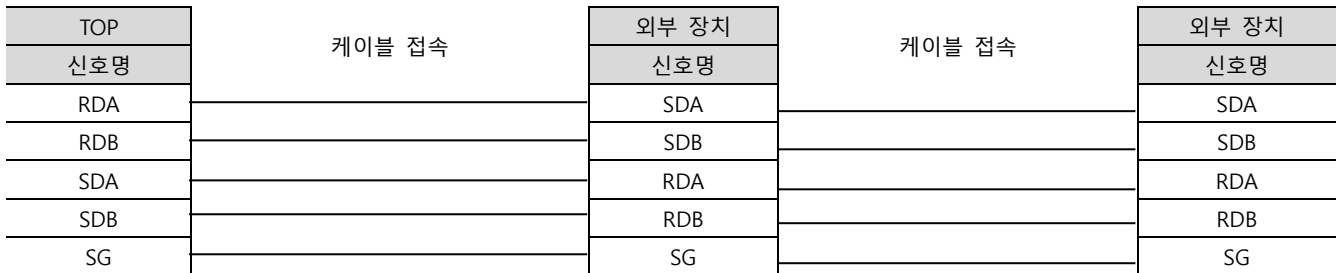 TOP 케이블 접속 외부 장치 케이블 접속 외부 장치
신호명 신호명 신호명
RDA SDA SDA
RDB SDB SDB
SDA RDA RDA
SDB RDB RDB
SG SG SG